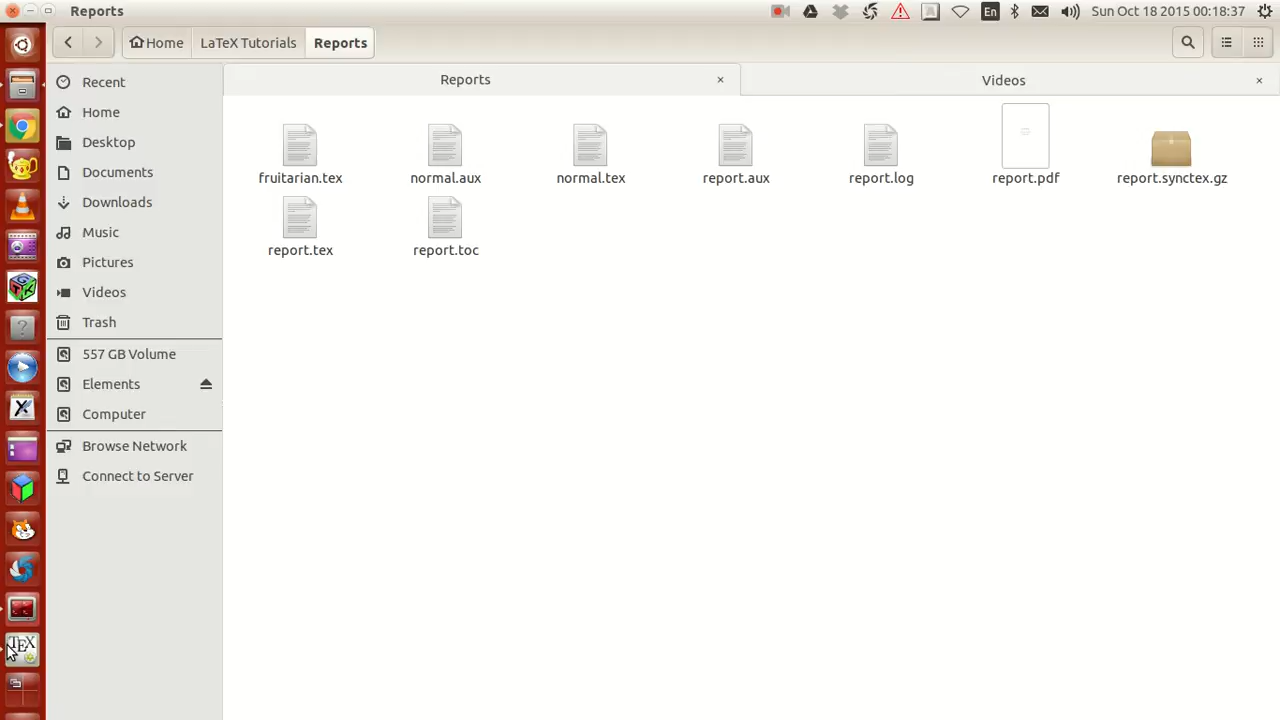 Reports
En
Sun Oct 18 2015 00:18:37
Home
LaTeX Tutorials
Reports
Recent
Home
Desktop
Documents
Downloads
Music
Pictures
Videos
Trash
557 GB Volume
Elements
Computer
Browse Network
Connect to Server
Reports
Videos
fruitarian.tex
normal.aux
normal.tex
report.aux
report.log
report.pdf
report.synctex.gz
report.tex
report.toc
TEX